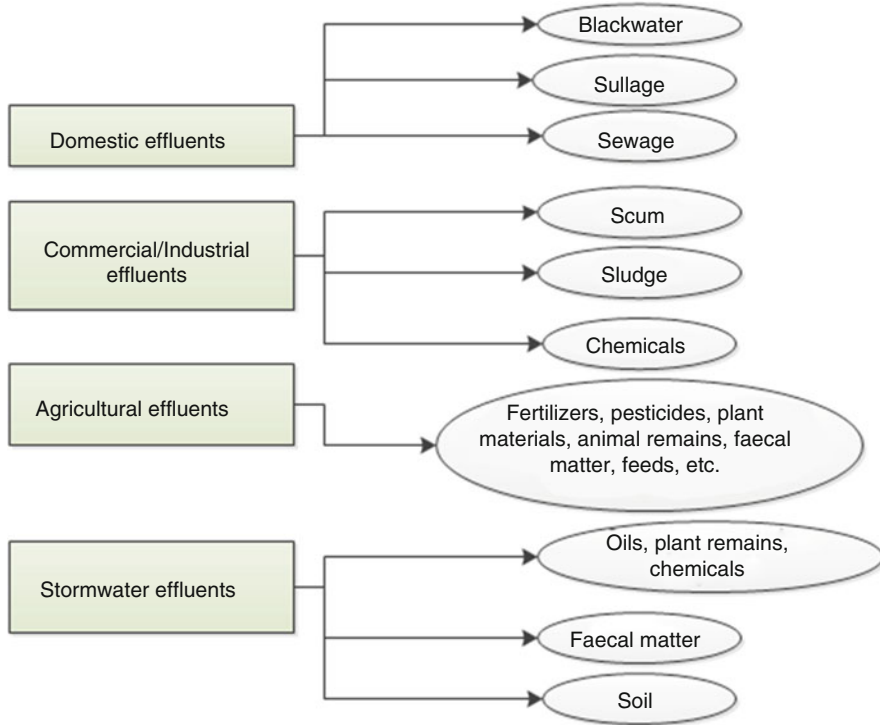 Blackwater
Sullage
Domestic effluents
Sewage
Scum
Commercial/Industrial
effluents
Sludge
Chemicals
Agricultural effluents
Fertilizers, pesticides, plant
materials, animal remains, faecal
matter, feeds, etc.
Oils, plant remains,
chemicals
Stormwater effluents
Faecal matter
Soil